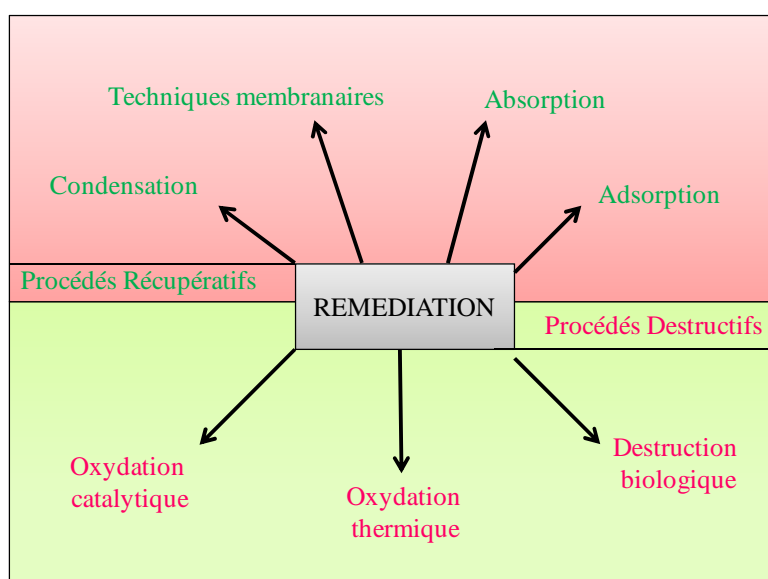 Techniques membranaires
Absorption
Condensation
Adsorption
Procédés Récupératifs
REMEDIATION
Procédés Destructifs
Oxydation
catalytique
Oxydation
thermique
Destruction
biologique